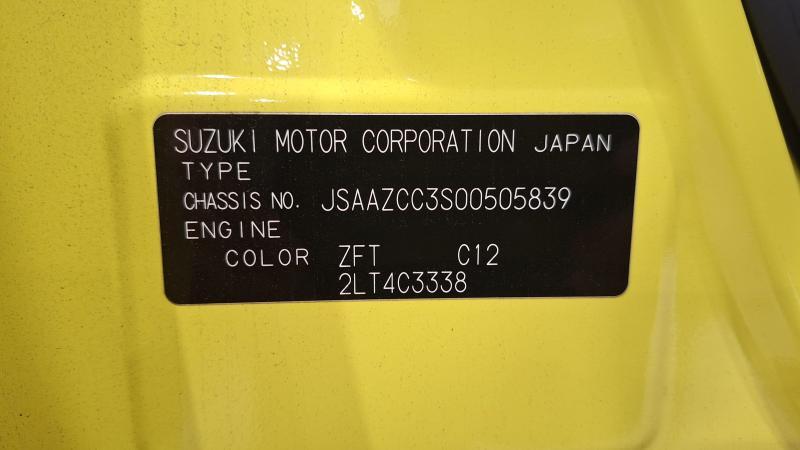 SUZUKI MOTOR CORPORATION JAPAN
TYPE
CHASSIS NO. JSAAZCC3S00505839
ENGINE
COLOR ZFT C12
2LT4C3338